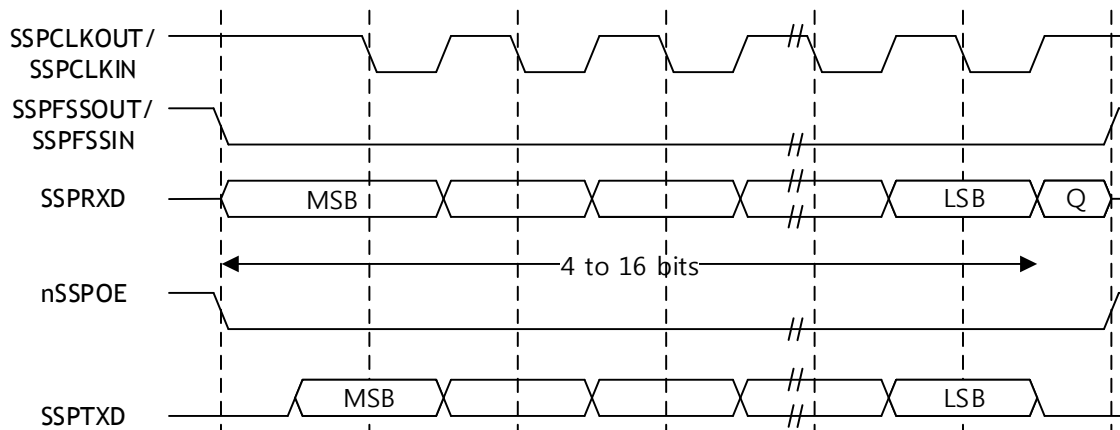 SSPCLKOUT/
SSPCLKIN
SSPFSSOUT/
SSPFSSIN
SSPRXD
MSB
LSB
Q
4 to 16 bits
nSSPOE
SSPTXD
MSB
LSB